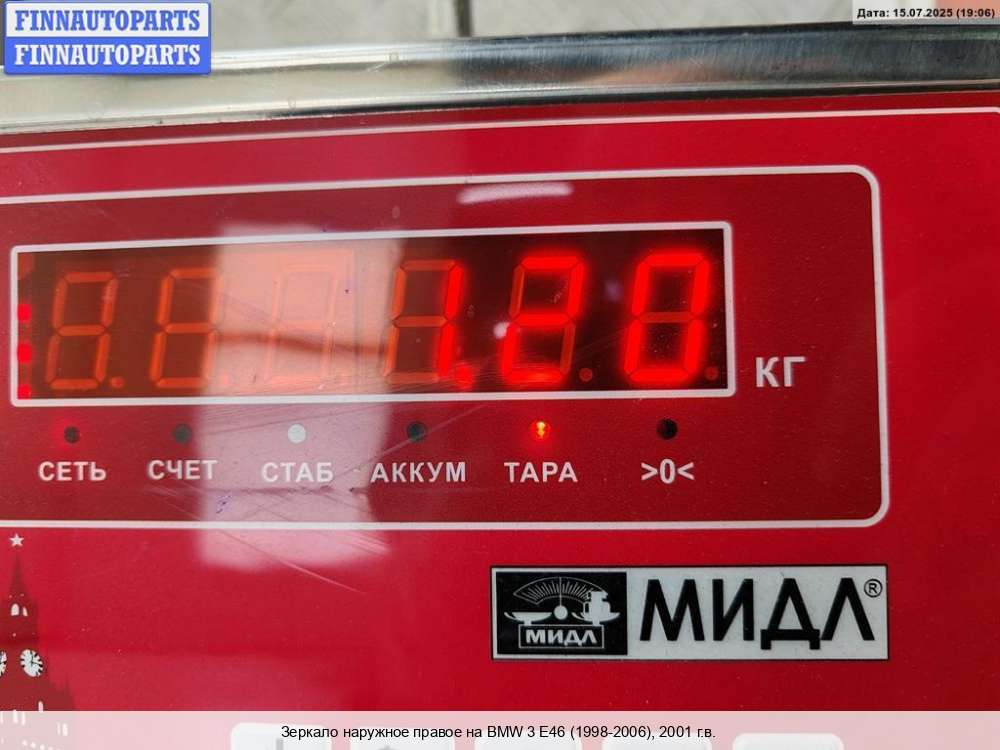 FINNAUTOPARTS
FINNAUTOPARTS
Дата: 15.07.2025 (19:06)
1.20
КГ
СЕТЬ СЧЕТ СТАБ АККУМ ТАРА >0<
МИДЛ МИДЛ®
Зеркало наружное правое на BMW 3 E46 (1998-2006), 2001 г.в.